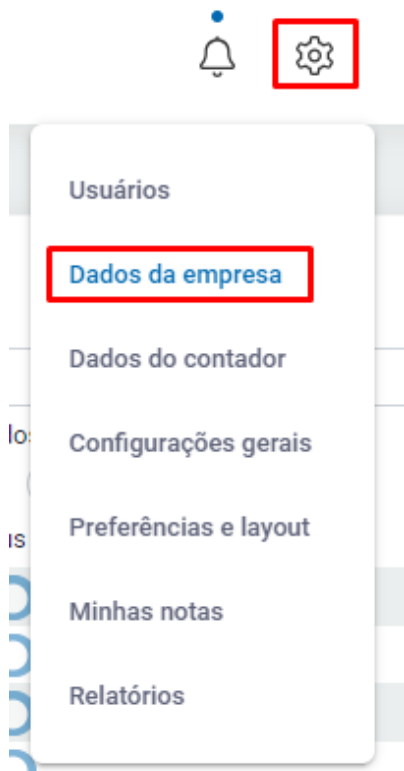 Usuários
Dados da empresa
Dados do contador
Configurações gerais
Preferências e layout
Minhas notas
Relatórios